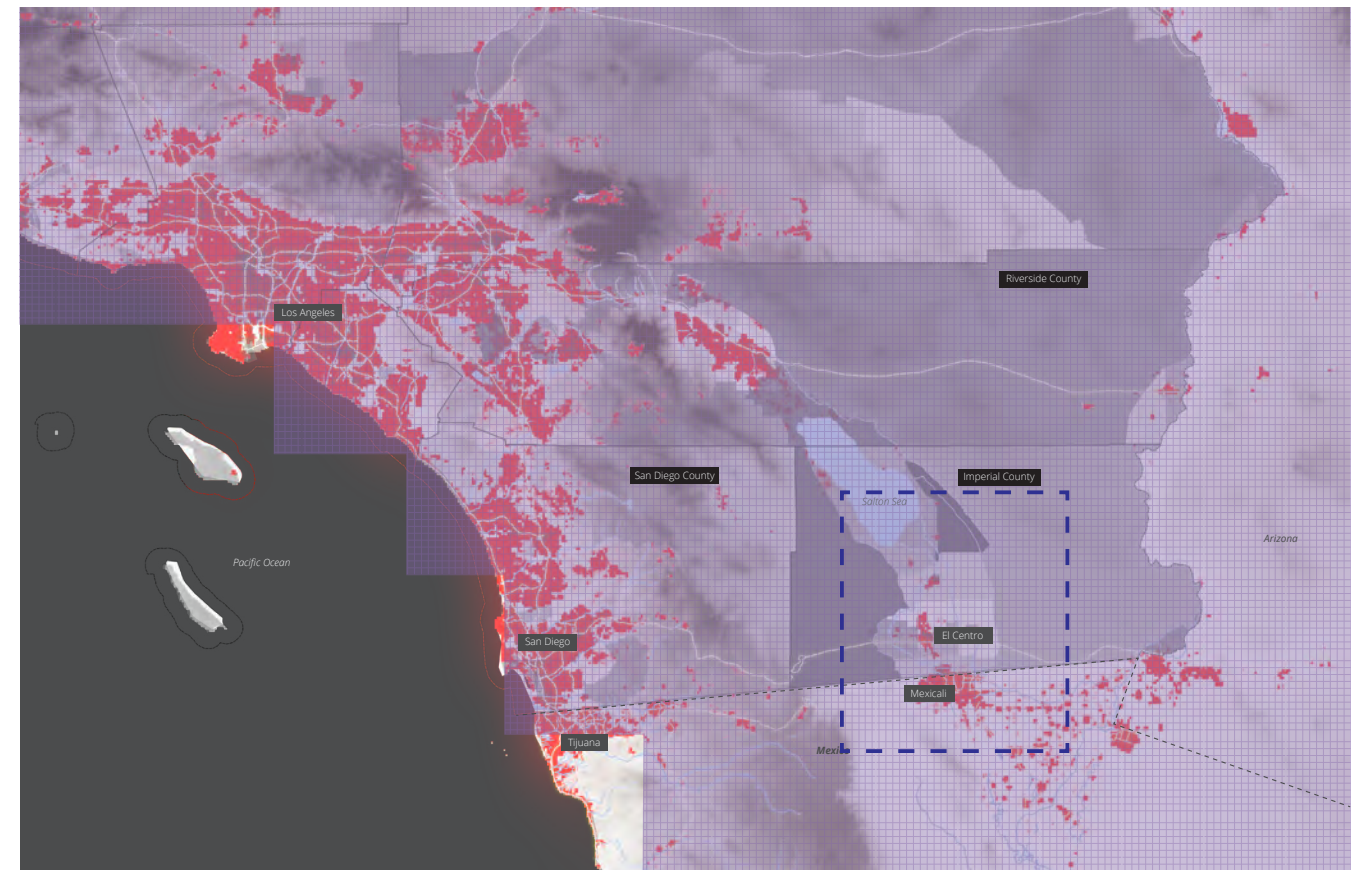 Riverside County
Los Angeles
San Diego County
Imperial County
Salton Sea
Arizona
Pacific Ocean
El Centro
San Diego
Mexicali
Tijuana
Mexico